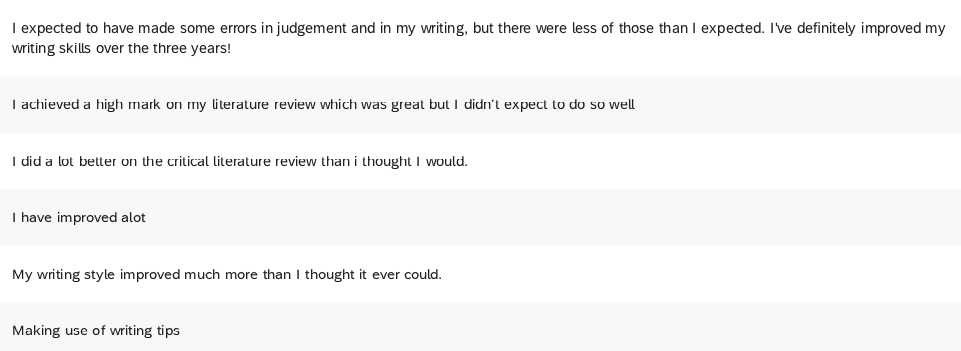 I expected to have made some errors in judgement and in my writing, but there were less of those than I expected. I've definitely improved my
writing skills over the three years!
I achieved a high mark on my literature review which was great but I didn't expect to do so well
I did a lot better on the critical literature review than i thought I would.
I have improved alot
My writing style improved much more than I thought it ever could.
Making use of writing tips